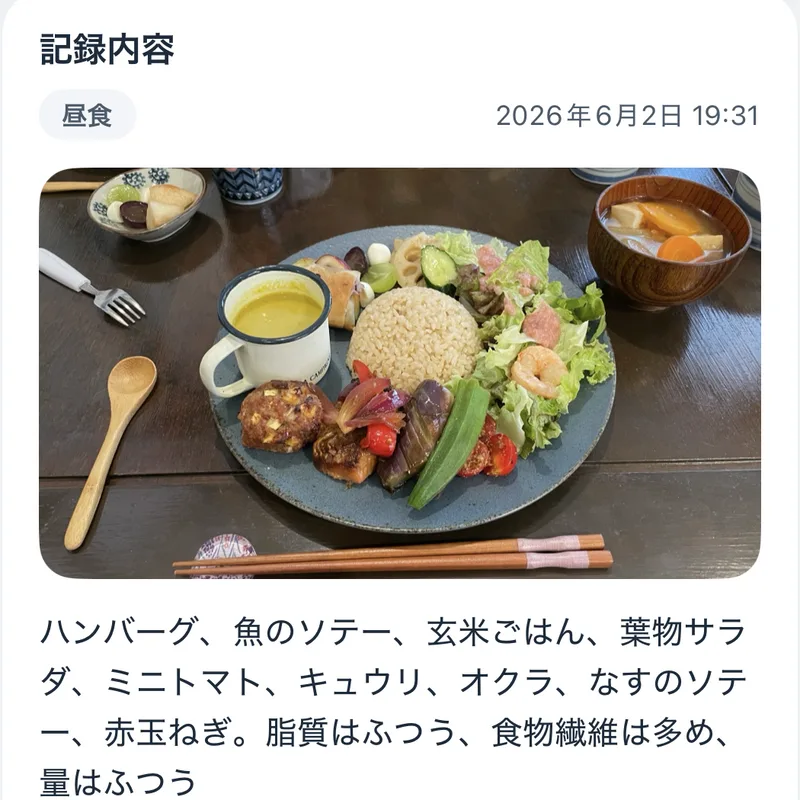 記録内容
昼食
2026年6月2日 19:31
ハンバーグ、魚のソテー、玄米ごはん、葉物サラ
ダ、ミニトマト、キュウリ、オクラ、なすのソテ
ー、赤玉ねぎ。脂質はふつう、食物繊維は多め、
量はふつう